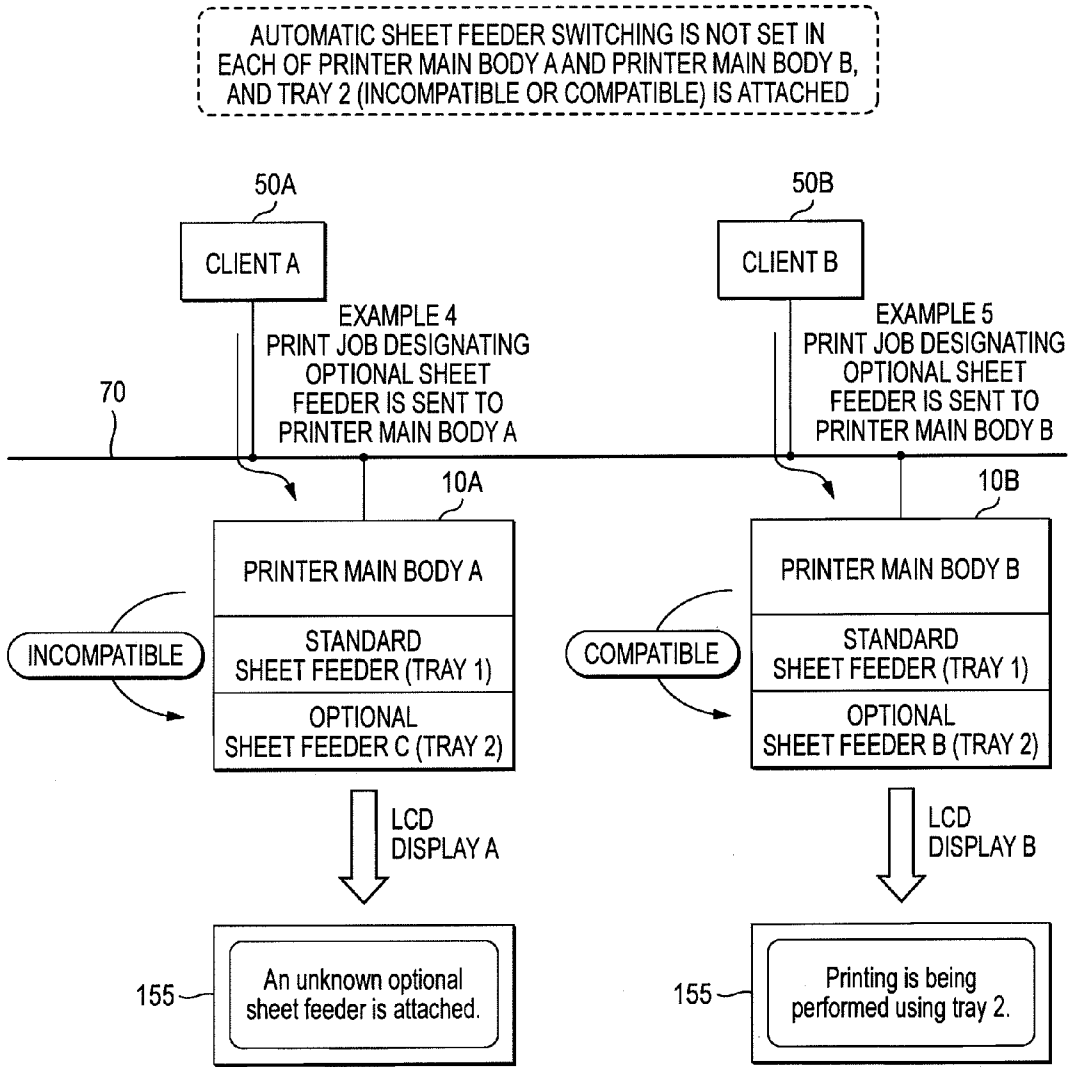 AUTOMATIC SHEET FEEDER SWITCHING IS NOT SET IN
EACH OF PRINTER MAIN BODY A AND PRINTER MAIN BODY B,
AND TRAY 2 (INCOMPATIBLE OR COMPATIBLE) IS ATTACHED
50A
CLIENT A
EXAMPLE 4
PRINT JOB DESIGNATING
OPTIONAL SHEET
FEEDER IS SENT TO
PRINTER MAIN BODY A
50B
CLIENT B
EXAMPLE 5
PRINT JOB DESIGNATING
OPTIONAL SHEET
FEEDER IS SENT TO
PRINTER MAIN BODY B
70
10A
PRINTER MAIN BODY A
INCOMPATIBLE
STANDARD
SHEET FEEDER (TRAY 1)
OPTIONAL
SHEET FEEDER C (TRAY 2)
LCD
DISPLAY A
155
An unknown optional
sheet feeder is attached.
10B
PRINTER MAIN BODY B
COMPATIBLE
STANDARD
SHEET FEEDER (TRAY 1)
OPTIONAL
SHEET FEEDER B (TRAY 2)
LCD
DISPLAY B
155
Printing is being
performed using tray 2.